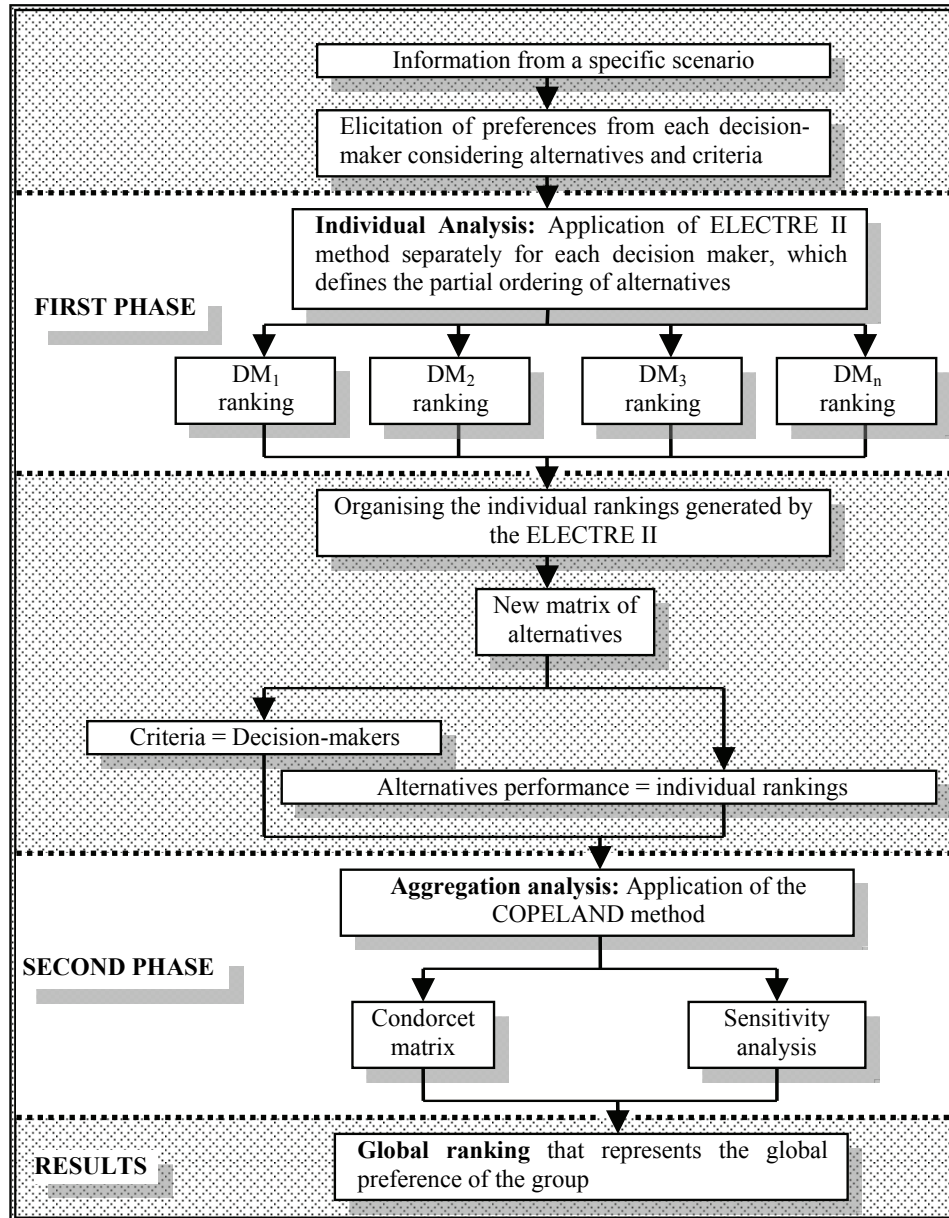 Information from a specific scenario
Elicitation of preferences from each decision-
maker considering alternatives and criteria
Individual Analysis: Application of ELECTRE II
method separately for each decision maker, which
defines the partial ordering of alternatives
FIRST PHASE
DM1
ranking
DM2
ranking
DM3
ranking
DMn
ranking
Organising the individual rankings generated by
the ELECTRE II
New matrix of
alternatives
Criteria = Decision-makers
Alternatives performance = individual rankings
Aggregation analysis: Application of the
COPELAND method
SECOND PHASE
Condorcet
matrix
Sensitivity
analysis
Global ranking that represents the global
preference of the group
RESULTS